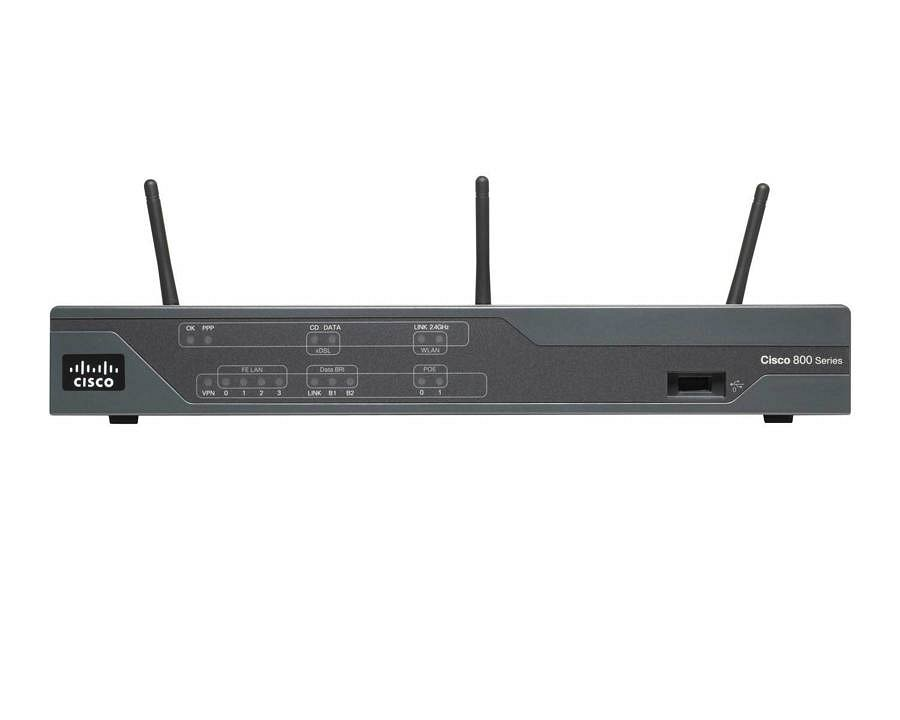 OK PPP
CD DATA
xDSL
LINK 2.4GHz
WLAN
Cisco 800 Series
CISCO
FE LAN
VPN 0 1 2 3
Data BRI
LINK B1 B2
POE
0 1
0